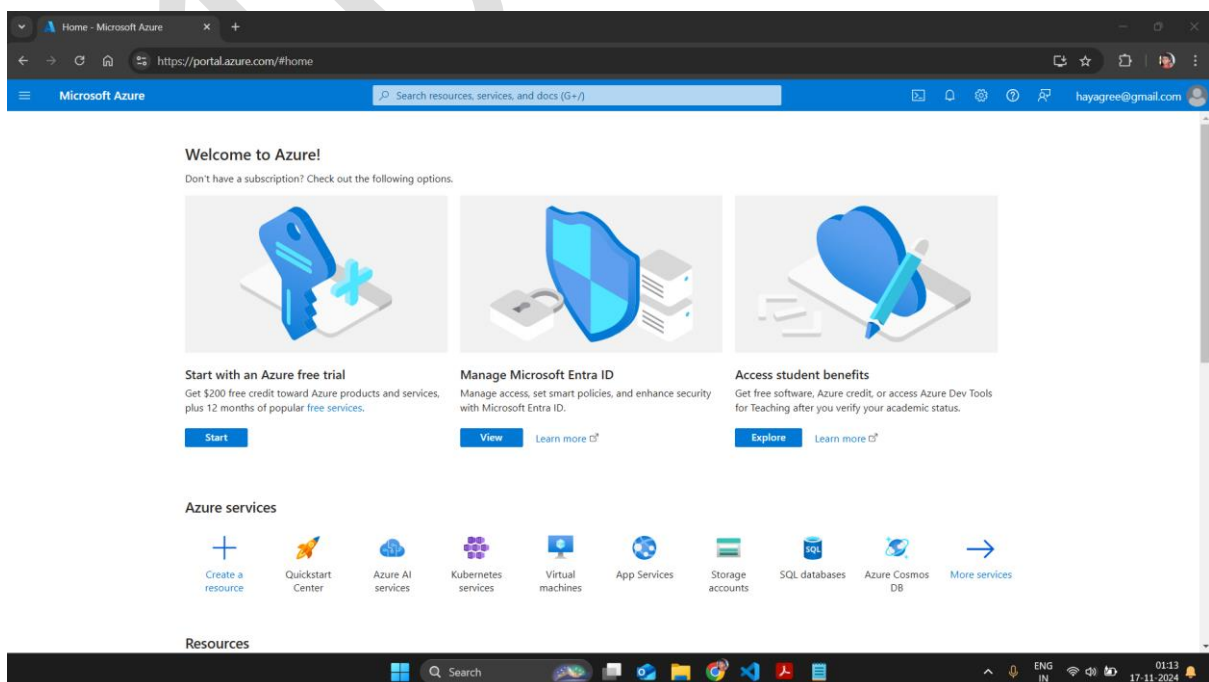 Home - Microsoft Azure
https://portal.azure.com/#home
Microsoft Azure
Search resources, services, and docs (G+/)
hayagree@gmail.com
Welcome to Azure!
Don't have a subscription? Check out the following options.
Start with an Azure free trial
Get $200 free credit toward Azure products and services,
plus 12 months of popular free services.
Start
Manage Microsoft Entra ID
Manage access, set smart policies, and enhance security
with Microsoft Entra ID.
View
Learn more
Access student benefits
Get free software, Azure credit, or access Azure Dev Tools
for Teaching after you verify your academic status.
Explore
Learn more
Azure services
Create a
resource
Quickstart
Center
Azure AI
services
Kubernetes
services
Virtual
machines
App Services
Storage
accounts
SQL
SQL databases
Azure Cosmos
DB
More services
Resources
Search
ENG
IN
01:13
17-11-2024